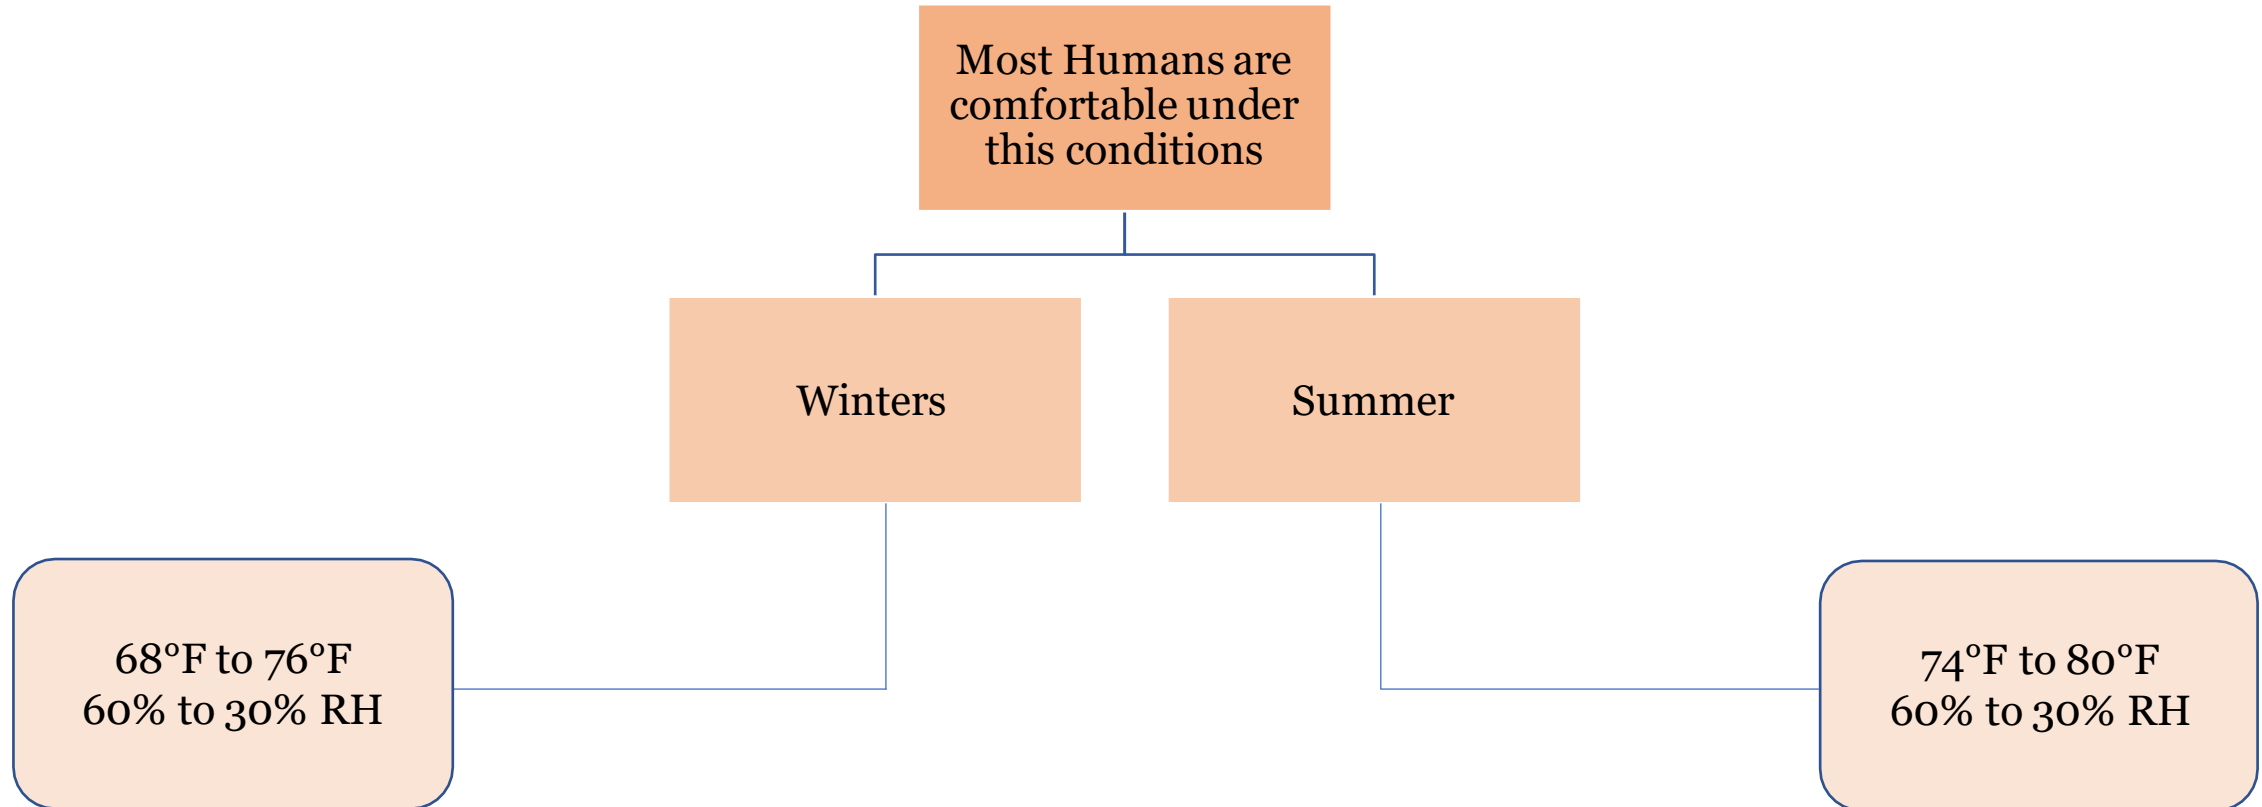 Most Humans are
comfortable under
this conditions
Winters
Summer
68°F to 76°F
60% to 30% RH
74°F to 80°F
60% to 30% RH